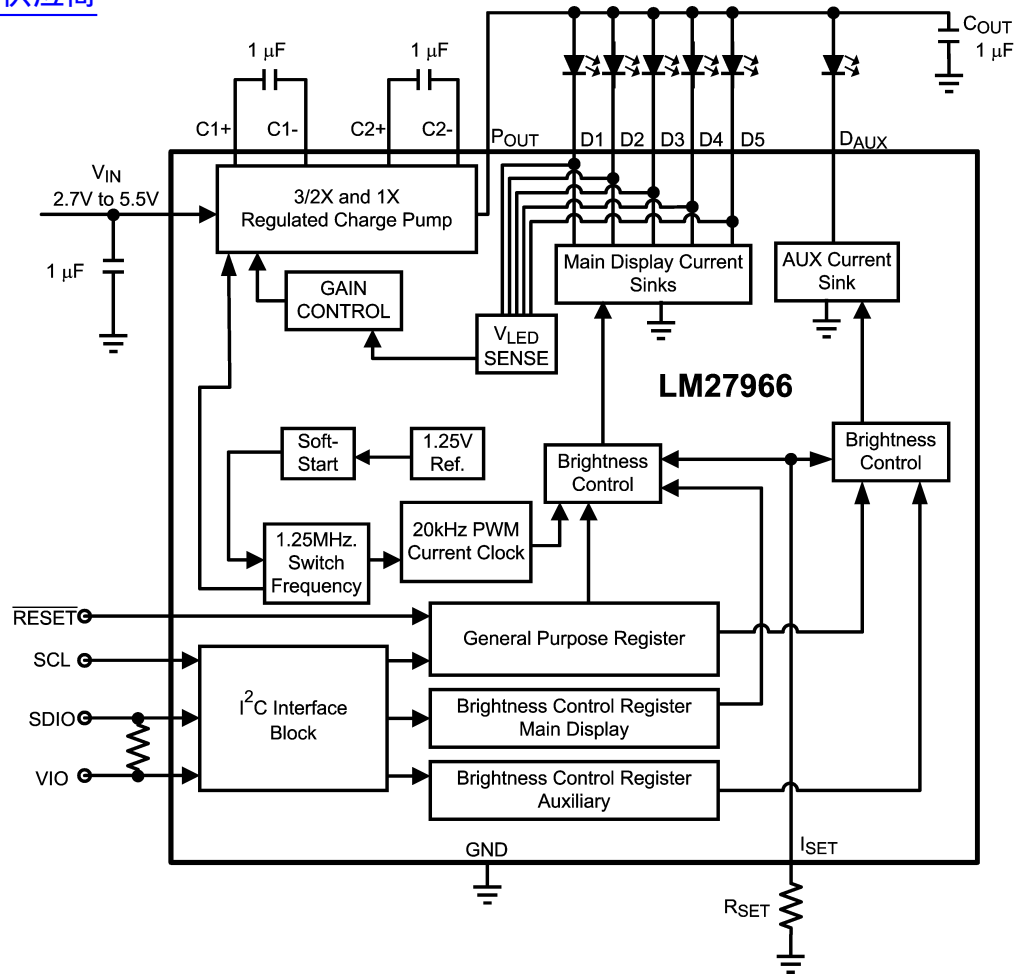 供应商
COUT
1 µF
1 µF
1 µF
C1+
C1-
C2+
C2-
POUT
D1
D2
D3
D4
D5
DAUX
VIN
2.7V to 5.5V
3/2X and 1X
Regulated Charge Pump
1 µF
GAIN
CONTROL
VLED
SENSE
Main Display Current
Sinks
AUX Current
Sink
LM27966
Soft-
Start
1.25V
Ref.
Brightness
Control
Brightness
Control
1.25MHz.
Switch
Frequency
20kHz PWM
Current Clock
RESET
SCL
SDIO
VIO
I2C Interface
Block
General Purpose Register
Brightness Control Register
Main Display
Brightness Control Register
Auxiliary
GND
ISET
RSET